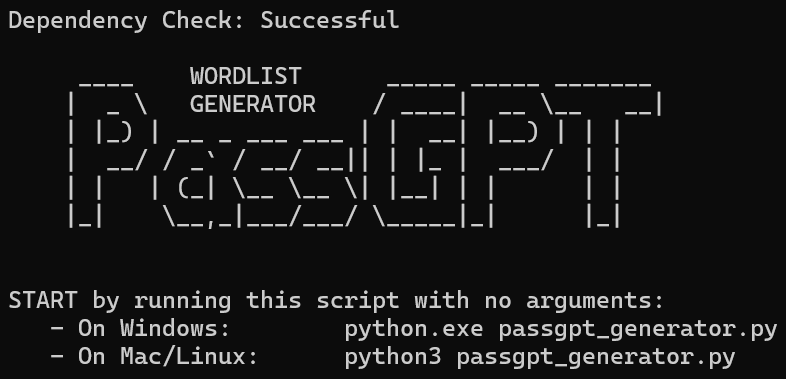 Dependency Check: Successful
WORDLIST
GENERATOR
PassGPT
START by running this script with no arguments:
- On Windows: python.exe passgpt_generator.py
- On Mac/Linux: python3 passgpt_generator.py